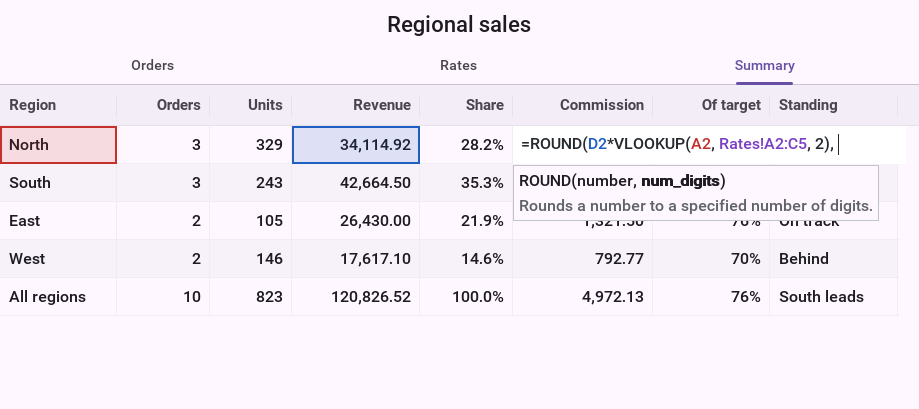 Regional sales
Orders Rates Summary
Region Orders Units Revenue Share Commission Of target Standing
North 3 329 34,114.92 28.2% =ROUND(D2*VLOOKUP(A2, Rates!A2:C5, 2),
South 3 243 42,664.50 35.3% ROUND(number, num_digits)
Rounds a number to a specified number of digits.
East 2 105 26,430.00 21.9% 1,321.50 76% On track
West 2 146 17,617.10 14.6% 792.77 70% Behind
All regions 10 823 120,826.52 100.0% 4,972.13 76% South leads